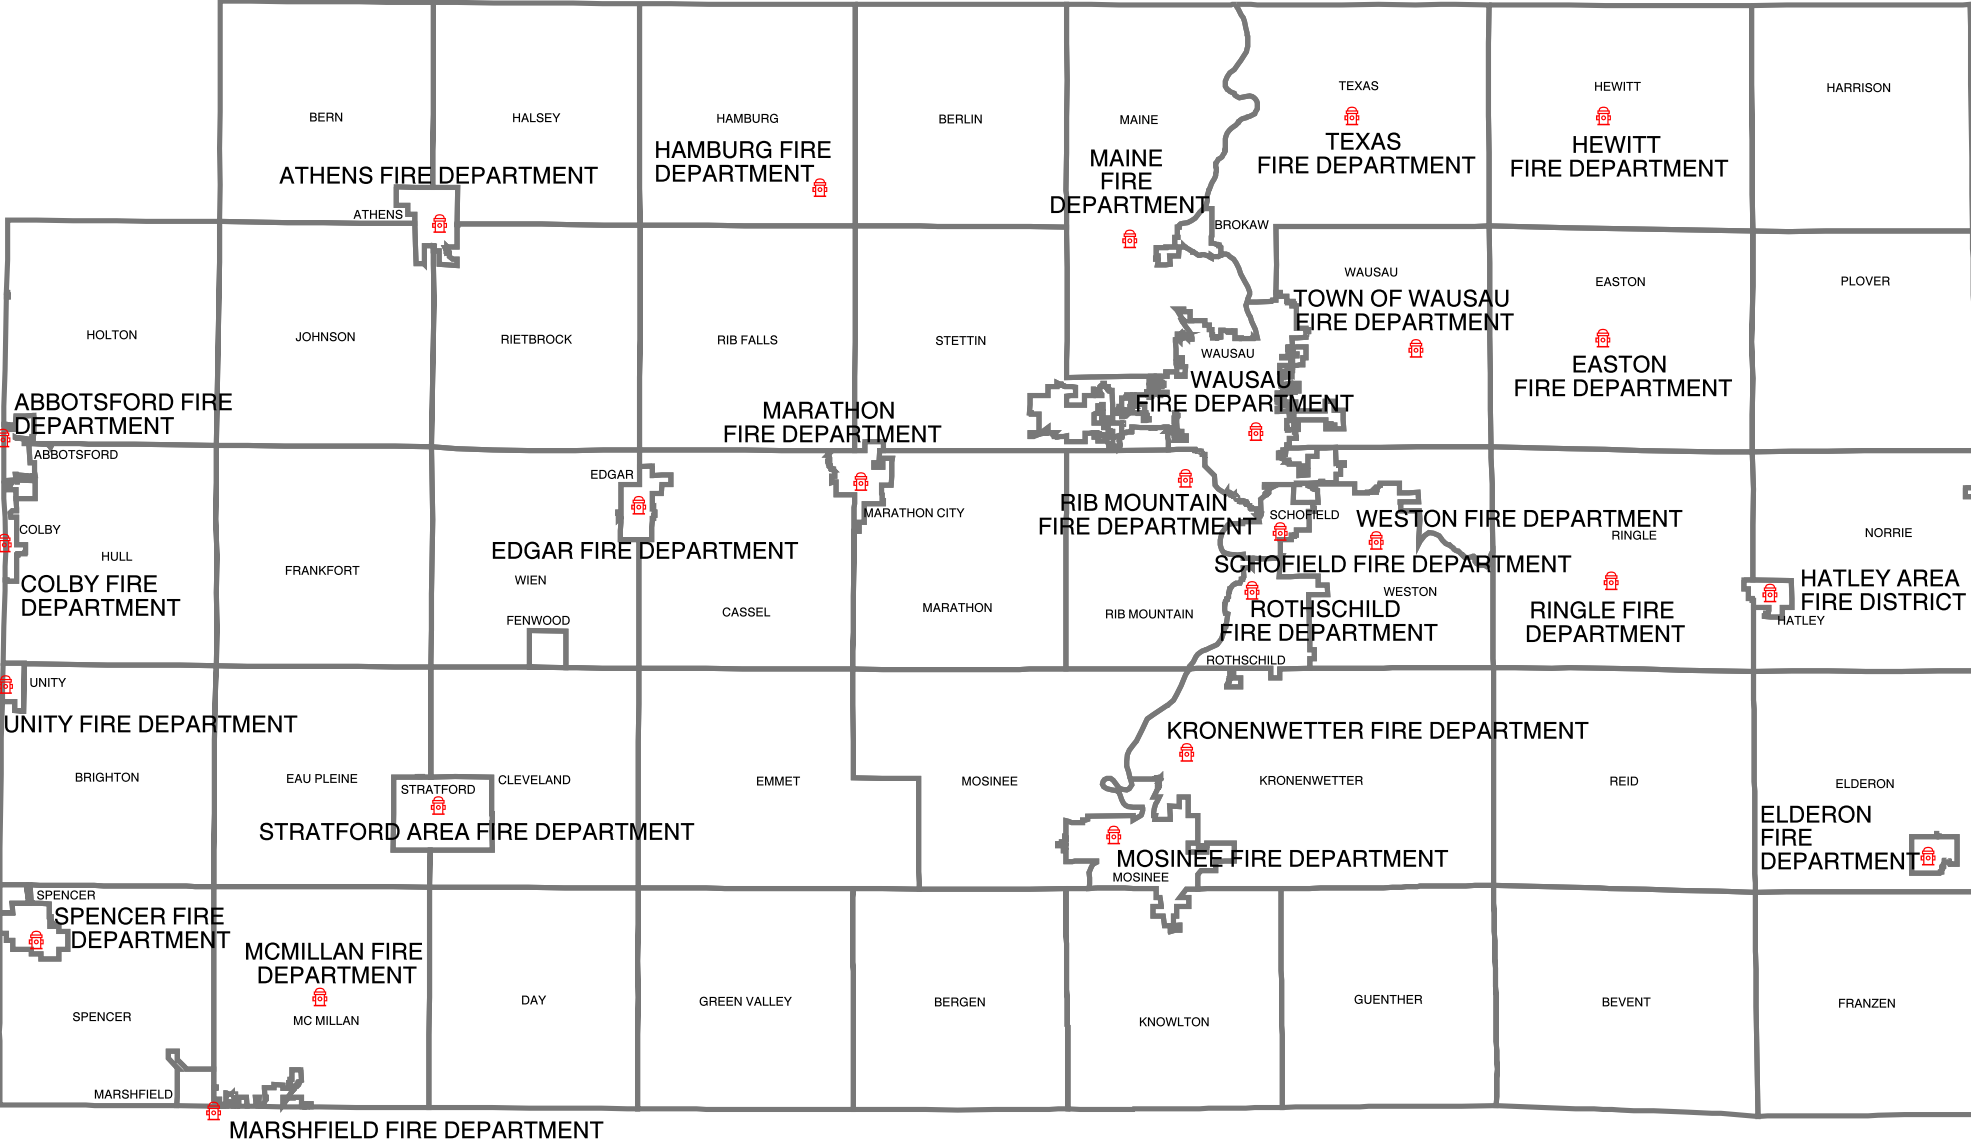 TEXAS
HEWITT
HARRISON
BERN
HALSEY
HAMBURG
BERLIN
MAINE
TEXAS
FIRE DEPARTMENT
HEWITT
FIRE DEPARTMENT
HAMBURG FIRE
DEPARTMENT
MAINE
FIRE
DEPARTMENT
ATHENS FIRE DEPARTMENT
ATHENS
BROKAW
WAUSAU
EASTON
PLOVER
TOWN OF WAUSAU
FIRE DEPARTMENT
HOLTON
JOHNSON
RIETBROCK
RIB FALLS
STETTIN
WAUSAU
WAUSAU
FIRE DEPARTMENT
EASTON
FIRE DEPARTMENT
ABBOTSFORD FIRE
DEPARTMENT
ABBOTSFORD
MARATHON
FIRE DEPARTMENT
EDGAR
MARATHON CITY
RIB MOUNTAIN
FIRE DEPARTMENT
SCHOFIELD
WESTON FIRE DEPARTMENT
RINGLE
NORRIE
COLBY
HULL
COLBY FIRE
DEPARTMENT
FRANKFORT
EDGAR FIRE DEPARTMENT
WIEN
FENWOOD
CASSEL
MARATHON
RIB MOUNTAIN
SCHOFIELD FIRE DEPARTMENT
WESTON
ROTHSCHILD
FIRE DEPARTMENT
ROTHSCHILD
RINGLE FIRE
DEPARTMENT
HATLEY AREA
FIRE DISTRICT
HATLEY
UNITY
UNITY FIRE DEPARTMENT
KRONENWETTER FIRE DEPARTMENT
BRIGHTON
EAU PLEINE
CLEVELAND
STRATFORD
STRATFORD AREA FIRE DEPARTMENT
EMMET
MOSINEE
KRONENWETTER
REID
ELDERON
ELDERON
FIRE
DEPARTMENT
MOSINEE FIRE DEPARTMENT
MOSINEE
SPENCER
SPENCER FIRE
DEPARTMENT
MCMILLAN FIRE
DEPARTMENT
SPENCER
MC MILLAN
DAY
GREEN VALLEY
BERGEN
KNOWLTON
GUENTHER
BEVENT
FRANZEN
MARSHFIELD
MARSHFIELD FIRE DEPARTMENT